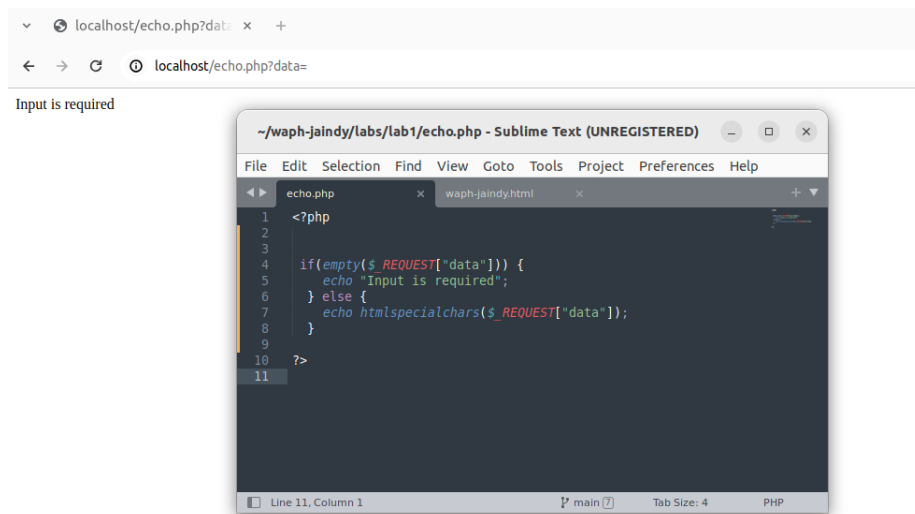 localhost/echo.php?data
localhost/echo.php?data=
Input is required
~/waph-jaindy/labs/lab1/echo.php - Sublime Text (UNREGISTERED)
File Edit Selection Find View Goto Tools Project Preferences Help
echo.php waph-jaindy.html
1 <?php
2
3
4 if(empty($_REQUEST["data"])) {
5 echo "Input is required";
6 } else {
7 echo htmlspecialchars($_REQUEST["data"]);
8 }
9
10 ?>
11
Line 11, Column 1 main 7 Tab Size: 4 PHP